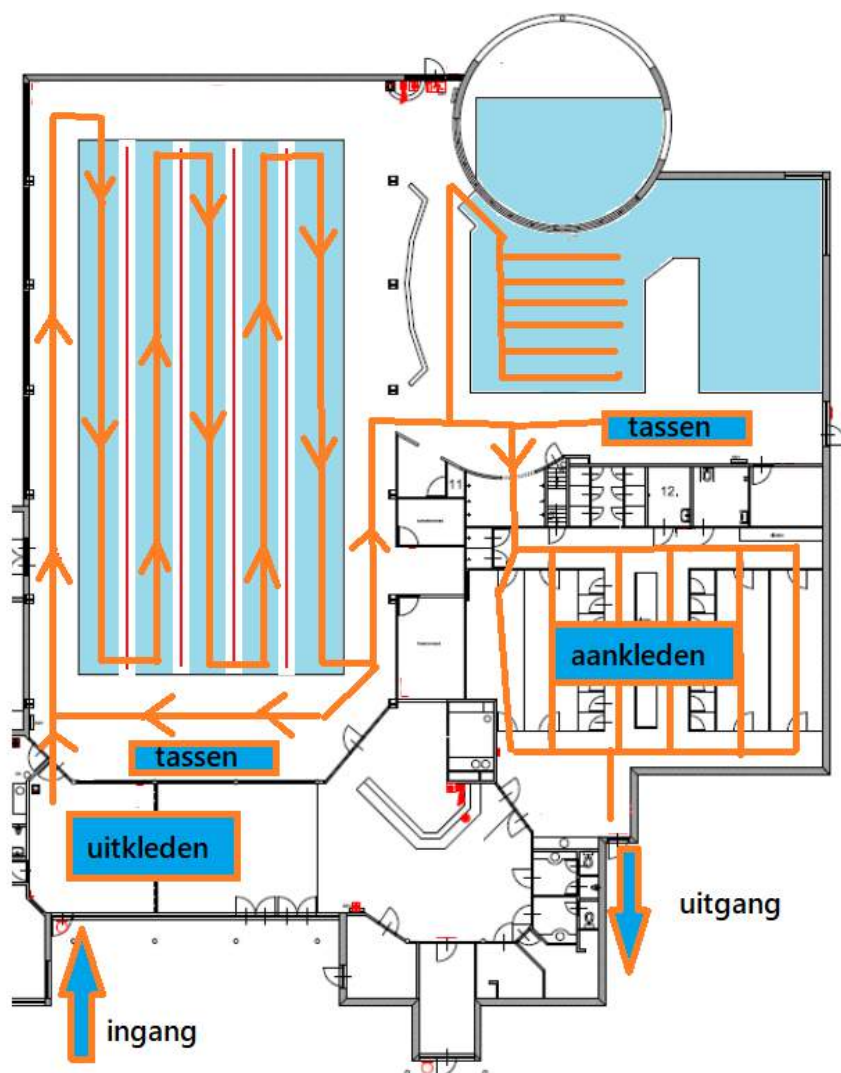 tassen
11
12.
aankleden
tassen
uitkleden
uitgang
ingang